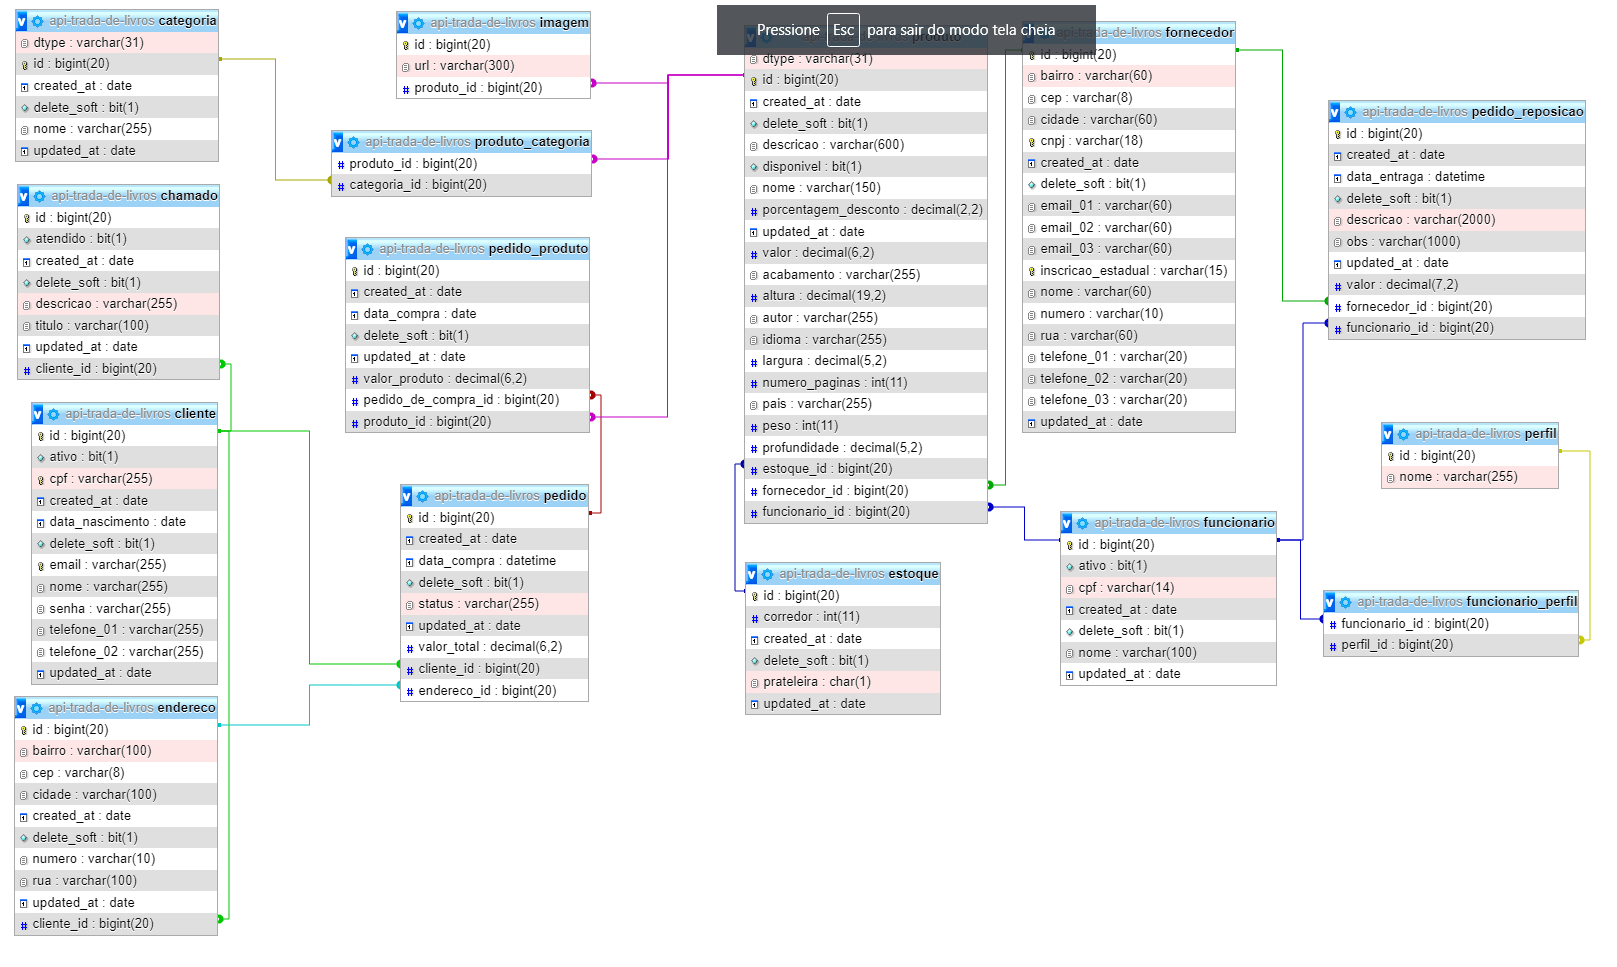 api-trada-de-livros categoria
dtype : varchar(31)
id : bigint(20)
created_at : date
delete_soft : bit(1)
nome : varchar(255)
updated_at : date
api-trada-de-livros imagem
id : bigint(20)
url : varchar(300)
produto_id : bigint(20)
Pressione Esc para sair do modo tela cheia
api-trada-de-livros produto_categoria
produto_id : bigint(20)
categoria_id : bigint(20)
api-trada-de-livros chamado
id : bigint(20)
atendido : bit(1)
created_at : date
delete_soft : bit(1)
descricao : varchar(255)
titulo : varchar(100)
updated_at : date
cliente_id : bigint(20)
api-trada-de-livros pedido_produto
id : bigint(20)
created_at : date
data_compra : date
delete_soft : bit(1)
updated_at : date
valor_produto : decimal(6,2)
pedido_de_compra_id : bigint(20)
produto_id : bigint(20)
api-trada-de-livros cliente
id : bigint(20)
ativo : bit(1)
cpf : varchar(255)
created_at : date
data_nascimento : date
delete_soft : bit(1)
email : varchar(255)
nome : varchar(255)
senha : varchar(255)
telefone_01 : varchar(255)
telefone_02 : varchar(255)
updated_at : date
api-trada-de-livros pedido
id : bigint(20)
created_at : date
data_compra : datetime
delete_soft : bit(1)
status : varchar(255)
updated_at : date
valor_total : decimal(6,2)
cliente_id : bigint(20)
endereco_id : bigint(20)
api-trada-de-livros endereco
id : bigint(20)
bairro : varchar(100)
cep : varchar(8)
cidade : varchar(100)
created_at : date
delete_soft : bit(1)
numero : varchar(10)
rua : varchar(100)
updated_at : date
cliente_id : bigint(20)
produto
dtype : varchar(31)
id : bigint(20)
created_at : date
delete_soft : bit(1)
descricao : varchar(600)
disponivel : bit(1)
nome : varchar(150)
porcentagem_desconto : decimal(2,2)
updated_at : date
valor : decimal(6,2)
acabamento : varchar(255)
altura : decimal(19,2)
autor : varchar(255)
idioma : varchar(255)
largura : decimal(5,2)
numero_paginas : int(11)
pais : varchar(255)
peso : int(11)
profundidade : decimal(5,2)
estoque_id : bigint(20)
fornecedor_id : bigint(20)
funcionario_id : bigint(20)
api-trada-de-livros estoque
id : bigint(20)
corredor : int(11)
created_at : date
delete_soft : bit(1)
prateleira : char(1)
updated_at : date
de-livros fornecedor
id : bigint(20)
bairro : varchar(60)
cep : varchar(8)
cidade : varchar(60)
cnpj : varchar(18)
created_at : date
delete_soft : bit(1)
email_01 : varchar(60)
email_02 : varchar(60)
email_03 : varchar(60)
inscricao_estadual : varchar(15)
nome : varchar(60)
numero : varchar(10)
rua : varchar(60)
telefone_01 : varchar(20)
telefone_02 : varchar(20)
telefone_03 : varchar(20)
updated_at : date
api-trada-de-livros pedido_reposicao
id : bigint(20)
created_at : date
data_entraga : datetime
delete_soft : bit(1)
descricao : varchar(2000)
obs : varchar(1000)
updated_at : date
valor : decimal(7,2)
fornecedor_id : bigint(20)
funcionario_id : bigint(20)
api-trada-de-livros perfil
id : bigint(20)
nome : varchar(255)
api-trada-de-livros funcionario
id : bigint(20)
ativo : bit(1)
cpf : varchar(14)
created_at : date
delete_soft : bit(1)
nome : varchar(100)
updated_at : date
api-trada-de-livros funcionario_perfil
funcionario_id : bigint(20)
perfil_id : bigint(20)